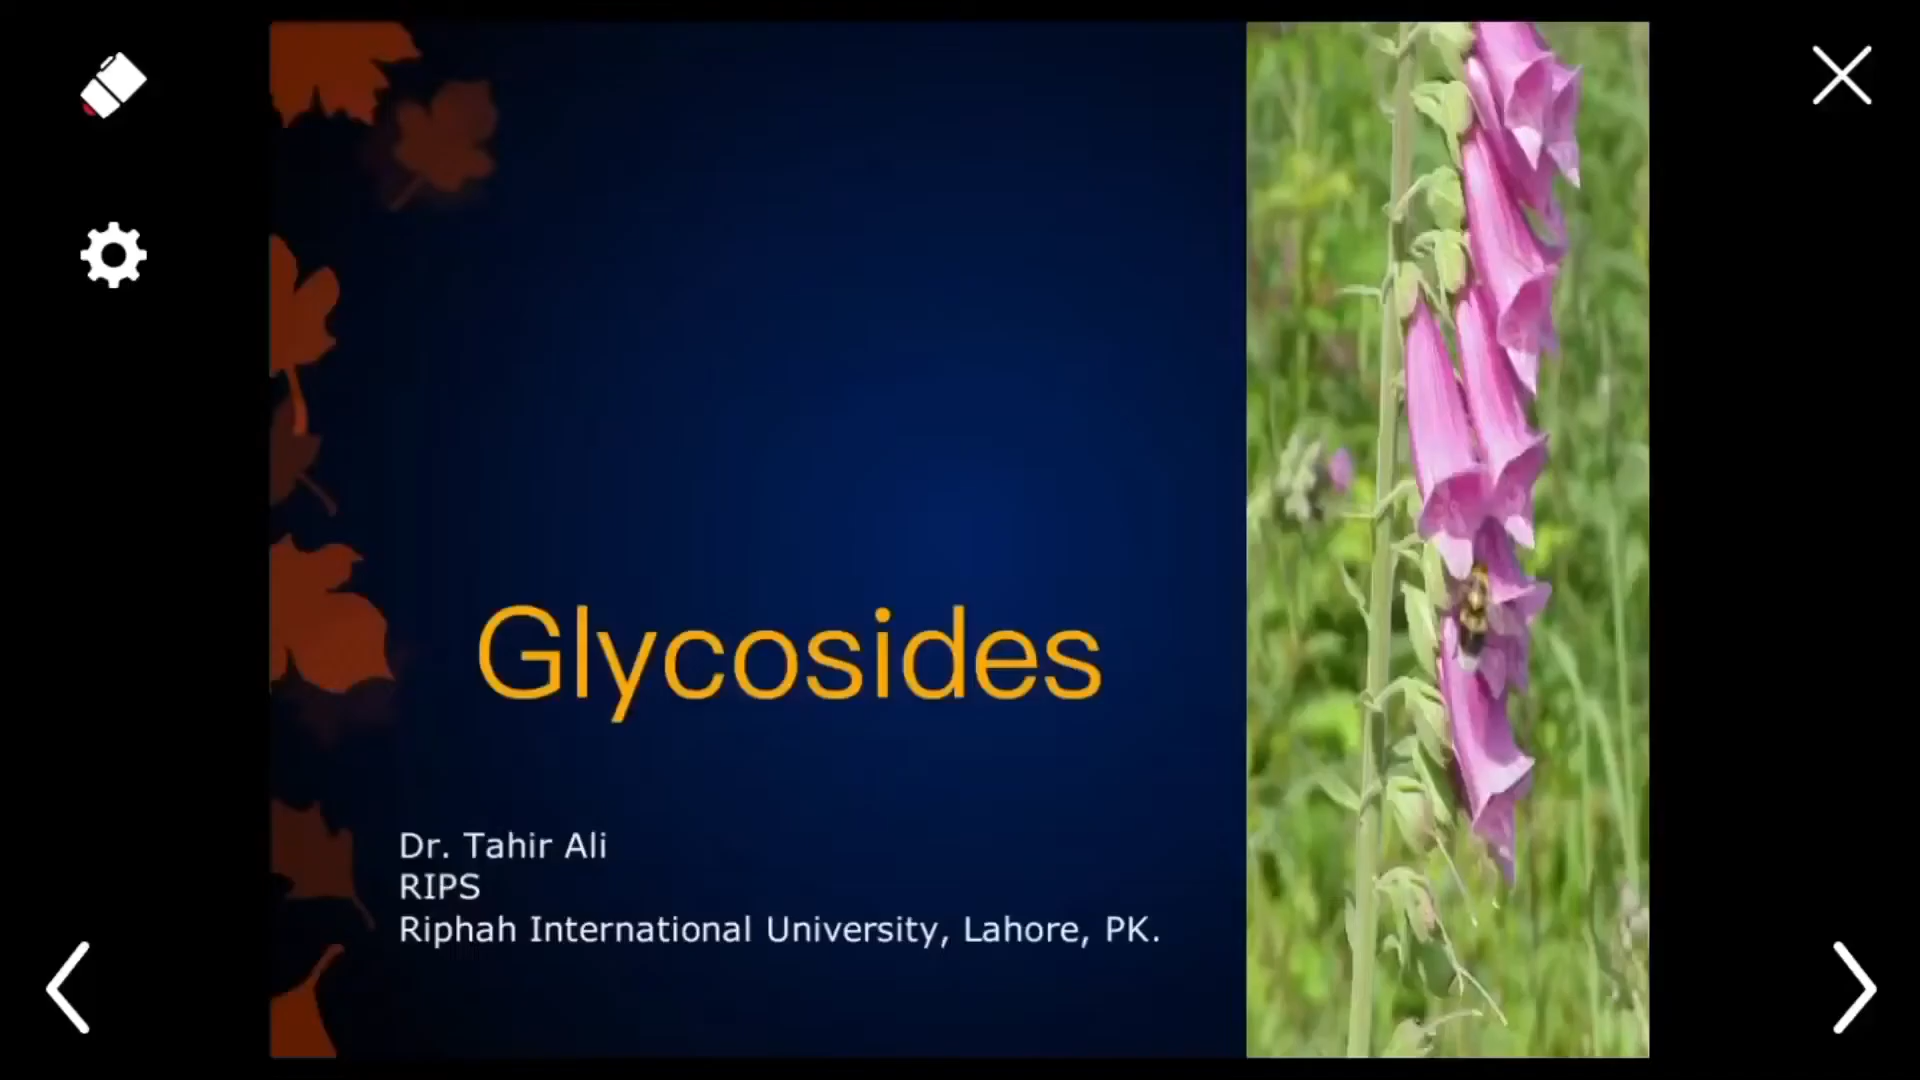 Glycosides
Dr. Tahir Ali
RIPS
Riphah International University, Lahore, PK.